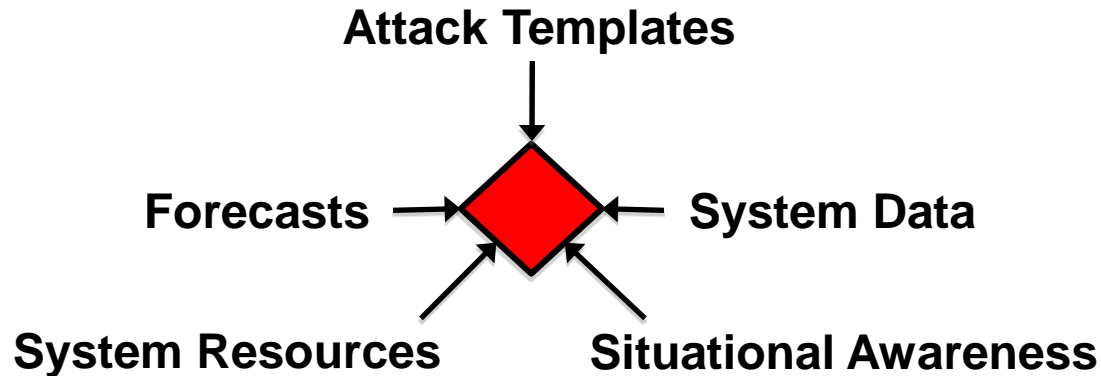 Attack Templates
Forecasts
System Data
System Resources
Situational Awareness